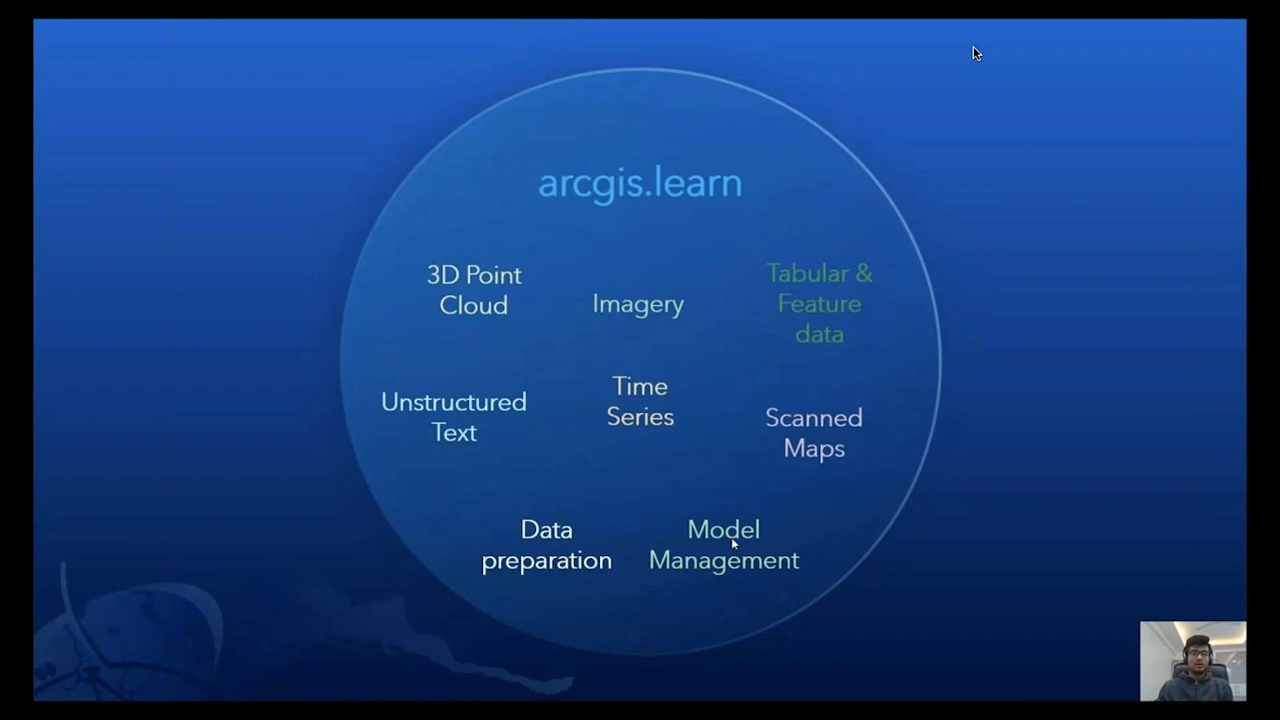 arcgis.learn
3D Point
Cloud
Imagery
Tabular &
Feature
data
Unstructured
Text
Time
Series
Scanned
Maps
Data
preparation
Model
Management